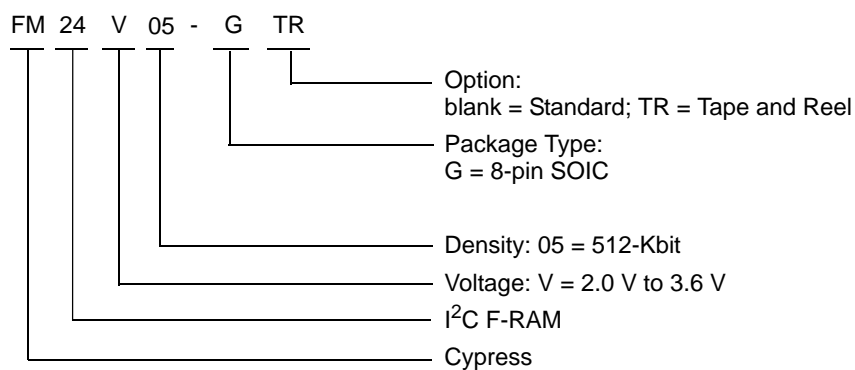 FM 24 V 05 - G TR
Option:
blank = Standard; TR = Tape and Reel
Package Type:
G = 8-pin SOIC
Density: 05 = 512-Kbit
Voltage: V = 2.0 V to 3.6 V
I²C F-RAM
Cypress